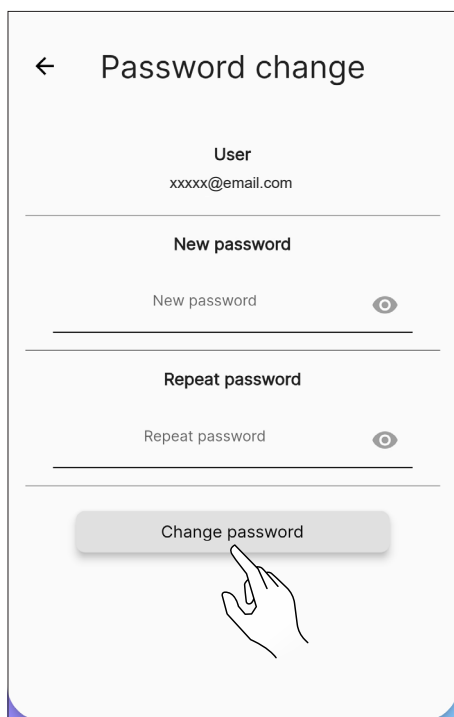 Password change
User
xxxxx@email.com
New password
New password
Repeat password
Repeat password
Change password